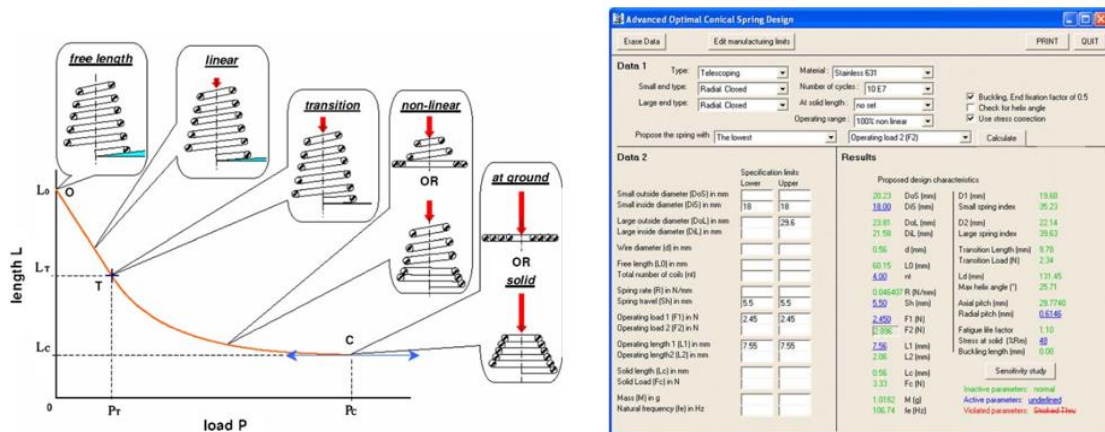 free length
linear
transition
non-linear
OR
at ground
OR
solid
L₀
O
length L
L_T
T
L_C
C
0
P_T
P_C
load P
Advanced Optimal Conical Spring Design
Erase Data
Edit manufacturing limits
PRINT
QUIT
Data 1
Type: Telescoping
Material: Stainless 631
Small end type: Radial. Closed
Number of cycles: 10 E7
Large end type: Radial. Closed
At solid length: no set
Operating range: 100% non linear
Buckling, End fixation factor of 0.5
Check for helix angle
Use stress correction
Propose the spring with The lowest Operating load 2 (F2) Calculate
Data 2
Specification limits
Lower Upper
Small outside diameter (DoS) in mm
Small inside diameter (DiS) in mm 18 18
Large outside diameter (DoL) in mm 29.6
Large inside diameter (DiL) in mm
Wire diameter (d) in mm
Free length (L0) in mm
Total number of coils (nt)
Spring rate (R) in N/mm
Spring travel (Sh) in mm 5.5 5.5
Operating load 1 (F1) in N 2.45 2.45
Operating load 2 (F2) in N
Operating length 1 (L1) in mm 7.55 7.55
Operating length2 (L2) in mm
Solid length (Lc) in mm
Solid Load (Fc) in N
Mass (M) in g
Natural frequency (fe) in Hz
Results
Proposed design characteristics
20.23 DoS (mm)
18.00 DiS (mm)
23.81 DoL (mm)
21.58 DiL (mm)
0.56 d (mm)
60.15 L0 (mm)
4.00 nt
0.046407 R (N/mm)
5.50 Sh (mm)
2.450 F1 (N)
2.896 F2 (N)
7.56 L1 (mm)
2.06 L2 (mm)
0.56 Lc (mm)
3.33 Fc (N)
1.0182 M (g)
106.74 fe (Hz)
D1 (mm) 19.60
Small spring index 35.23
D2 (mm) 22.14
Large spring index 39.63
Transition Length (mm) 9.70
Transition Load (N) 2.34
Ld (mm) 131.45
Max helix angle (°) 25.71
Axial pitch (mm) 29.7740
Radial pitch (mm) 0.6146
Fatigue life factor 1.10
Stress at solid (%Rm) 48
Buckling length (mm) 0.00
Sensitivity study
Inactive parameters: normal
Active parameters: underlined
Violated parameters: Stroked Thru